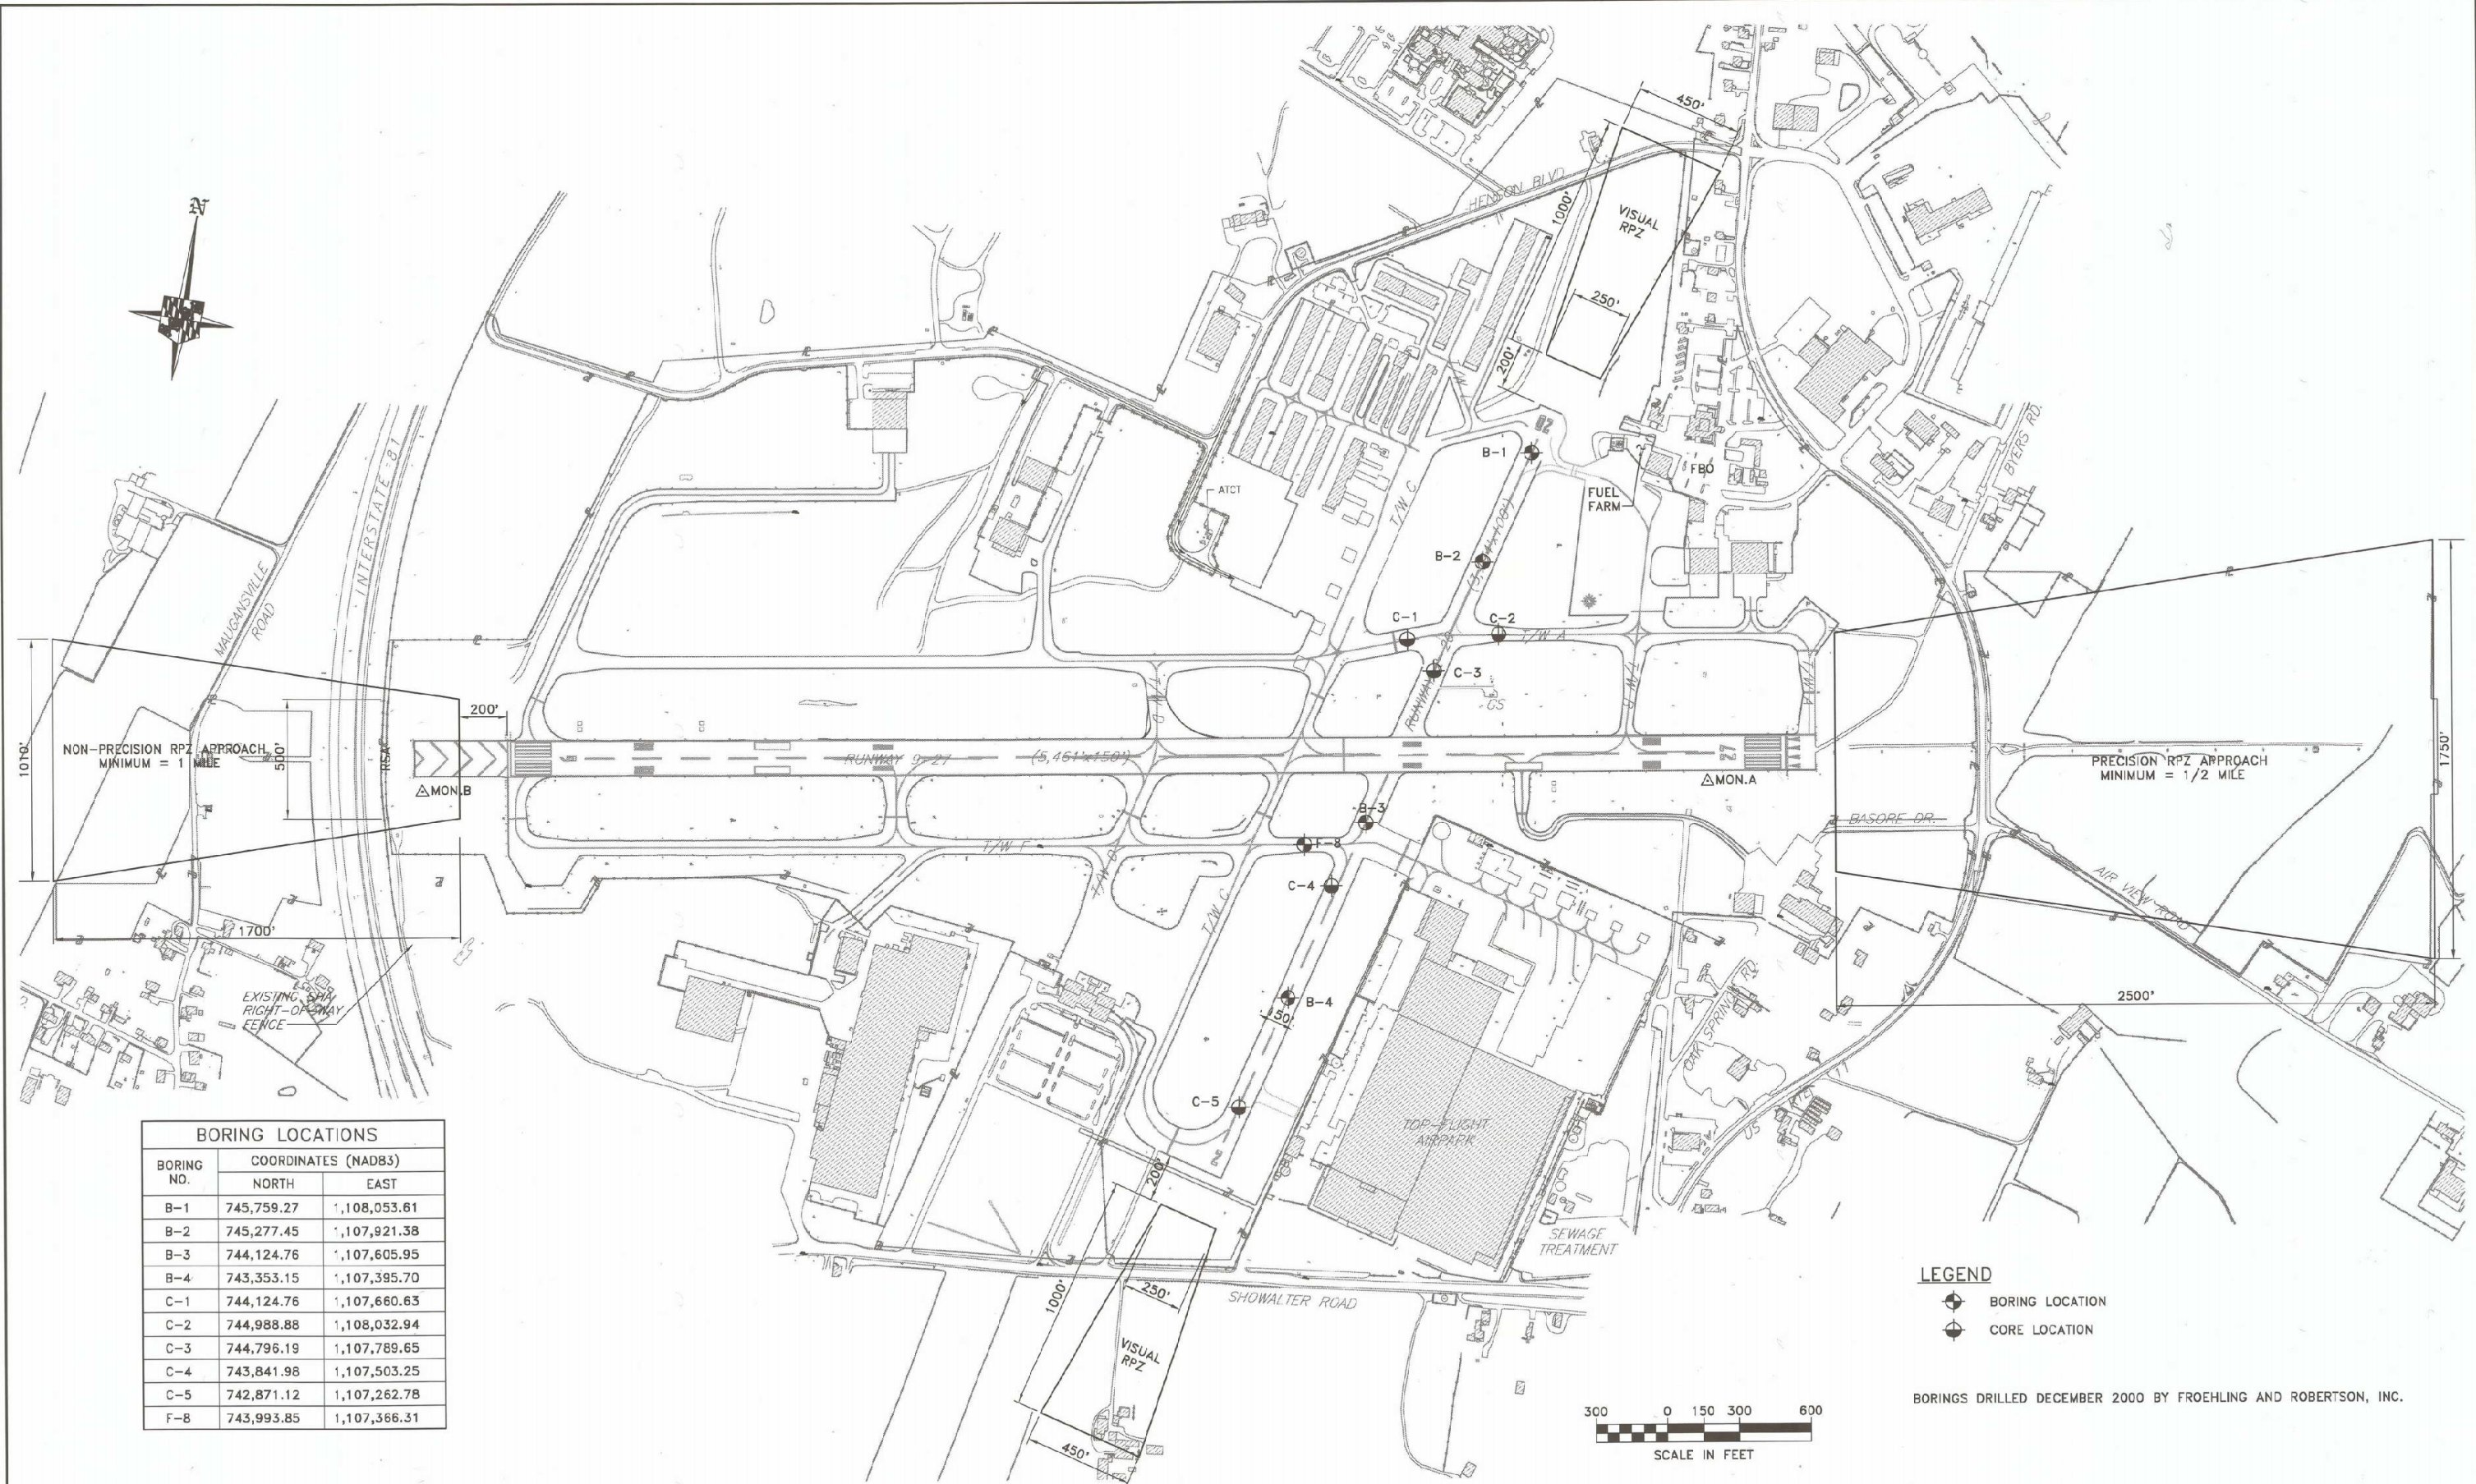 450'
HENSON BLVD.
N
1000'
VISUAL
RPZ
250'
200'
02
B-1
BYERS RD.
INTERSTATE 81
FBO
ATCT
FUEL
FARM
T/W C
B-2
MAUGANSVILLE
ROAD
C-1
C-2
T/W A
C-3
GS
T/W D
RUNWAY
T/W A
200'
1010'
NON-PRECISION RPZ APPROACH
MINIMUM = 1 MILE
500'
RSA
RUNWAY 9-27
(5,461'x150')
27
PRECISION RPZ APPROACH
MINIMUM = 1/2 MILE
1750'
MON.B
MON.A
B-3
BASORE DR.
T/W F
F-8
C-4
AIR VIEW ROAD
T/W G
1700'
EXISTING SHA
RIGHT-OF-WAY
FENCE
B-4
150'
OAK SPRING RD.
2500'
C-5
TOP-FLIGHT
AIRPARK
2
200'
SEWAGE
TREATMENT
1000'
250'
SHOWALTER ROAD
VISUAL
RPZ
450'
BORING LOCATIONS
BORING NO. COORDINATES (NAD83)
NORTH EAST
B-1 745,759.27 1,108,053.61
B-2 745,277.45 1,107,921.38
B-3 744,124.76 1,107,605.95
B-4 743,353.15 1,107,395.70
C-1 744,124.76 1,107,660.63
C-2 744,988.88 1,108,032.94
C-3 744,796.19 1,107,789.65
C-4 743,841.98 1,107,503.25
C-5 742,871.12 1,107,262.78
F-8 743,993.85 1,107,366.31
LEGEND
BORING LOCATION
CORE LOCATION
BORINGS DRILLED DECEMBER 2000 BY FROEHLING AND ROBERTSON, INC.
300 0 150 300 600
SCALE IN FEET